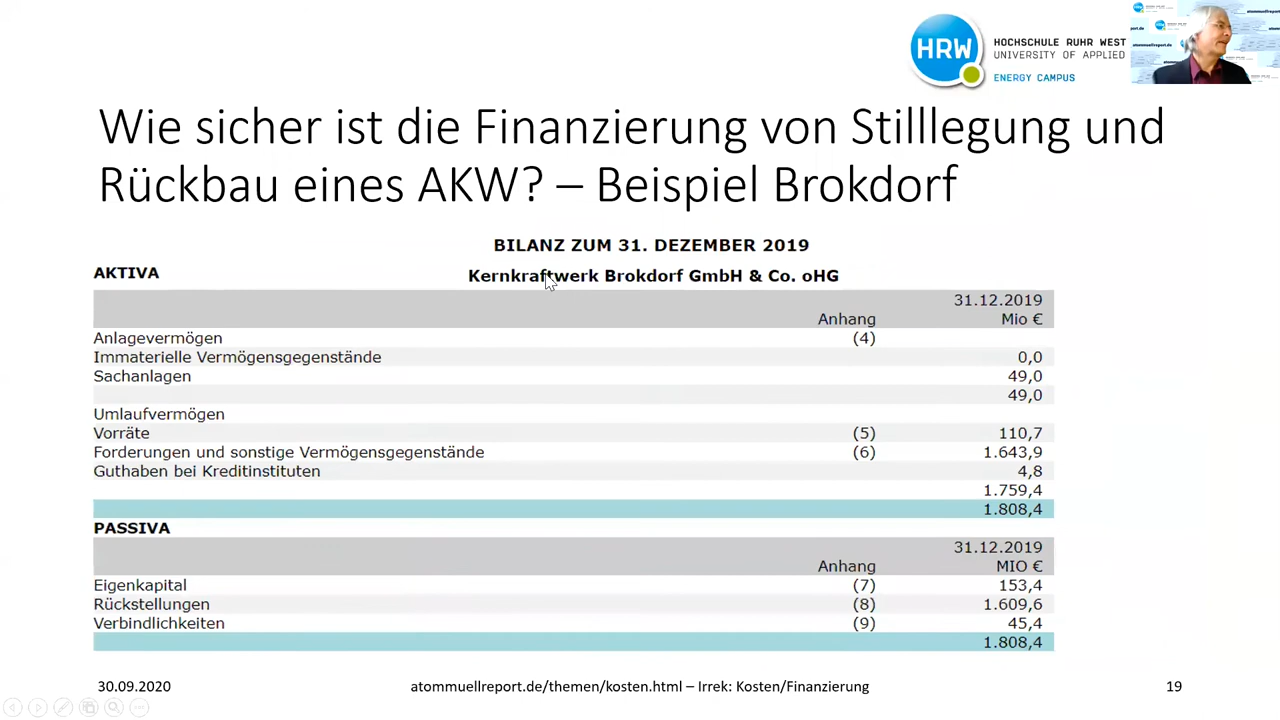 HRW
HOCHSCHULE RUHR WEST
UNIVERSITY OF APPLIED
ENERGY CAMPUS
atommuellreport.de
Wie sicher ist die Finanzierung von Stilllegung und
Rückbau eines AKW? – Beispiel Brokdorf
BILANZ ZUM 31. DEZEMBER 2019
AKTIVA
Kernkraftwerk Brokdorf GmbH & Co. oHG
31.12.2019
Anhang Mio €
Anlagevermögen (4)
Immaterielle Vermögensgegenstände 0,0
Sachanlagen 49,0
49,0
Umlaufvermögen
Vorräte (5) 110,7
Forderungen und sonstige Vermögensgegenstände (6) 1.643,9
Guthaben bei Kreditinstituten 4,8
1.759,4
1.808,4
PASSIVA
31.12.2019
Anhang MIO €
Eigenkapital (7) 153,4
Rückstellungen (8) 1.609,6
Verbindlichkeiten (9) 45,4
1.808,4
30.09.2020 atommuellreport.de/themen/kosten.html – Irrek: Kosten/Finanzierung 19